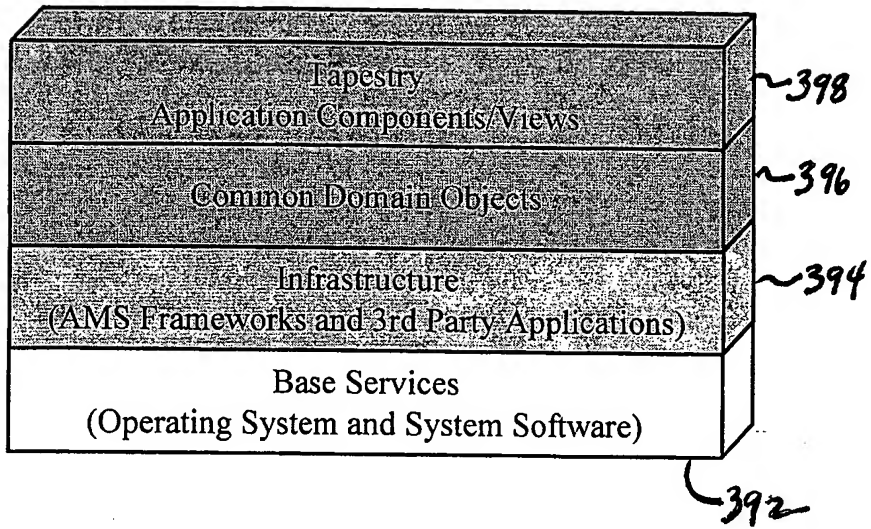 Tapestry
Application Components/Views
398
Common Domain Objects
396
Infrastructure
(AMS Frameworks and 3rd Party Applications)
394
Base Services
(Operating System and System Software)
392